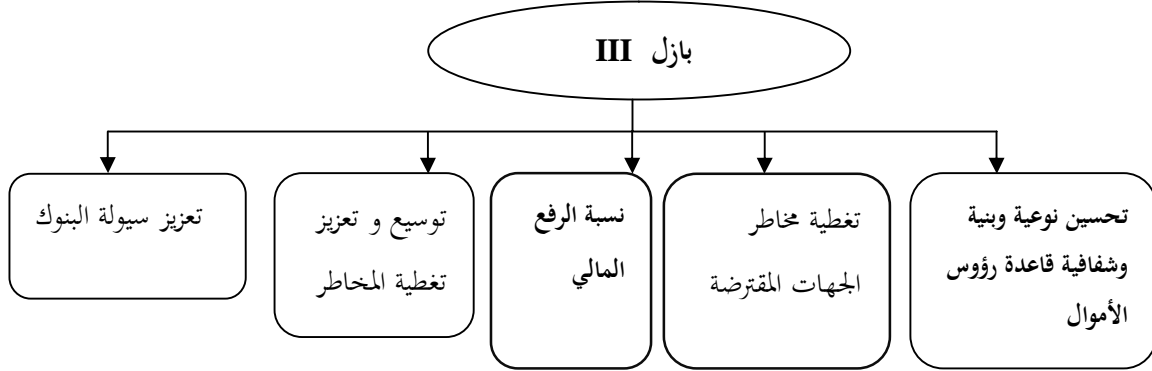 بازل III
تحسين نوعية وبنية
وشفافية قاعدة رؤوس
الأموال
تغطية مخاطر
الجهات المقترضة
نسبة الرفع
المالي
توسيع و تعزيز
تغطية المخاطر
تعزيز سيولة البنوك